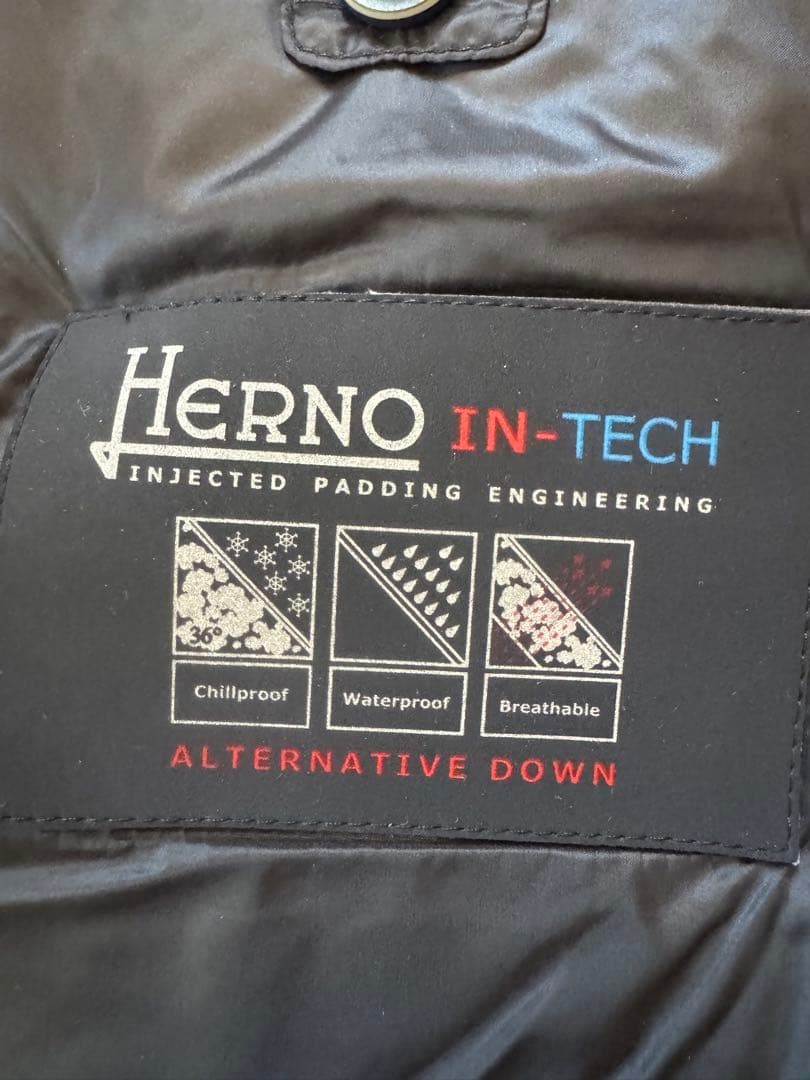 HERNO IN-TECH
INJECTED PADDING ENGINEERING
36°
Chillproof Waterproof Breathable
ALTERNATIVE DOWN